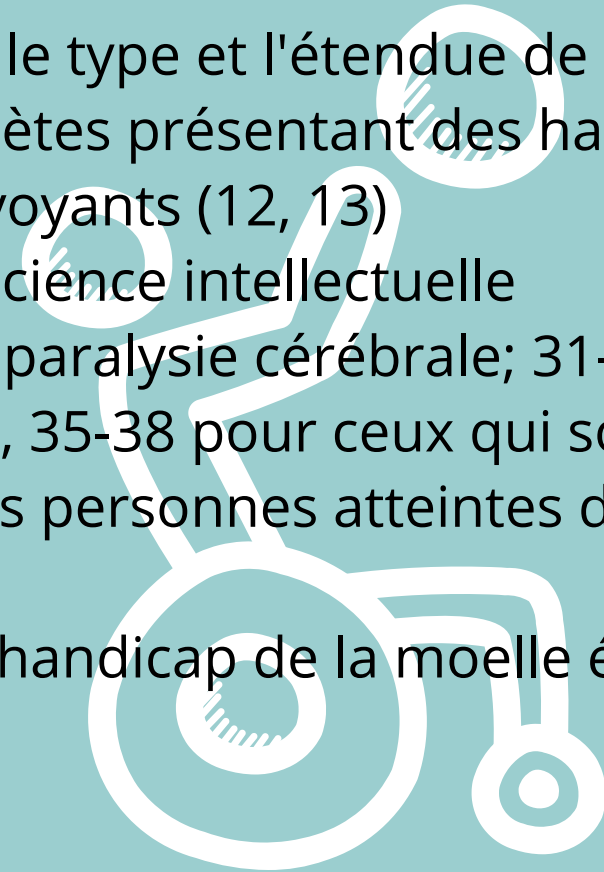 le type et l'étendue de
ètes présentant des ha
voyants (12, 13)
cience intellectuelle
paralysie cérébrale; 31-
, 35-38 pour ceux qui so
s personnes atteintes d
handicap de la moelle é